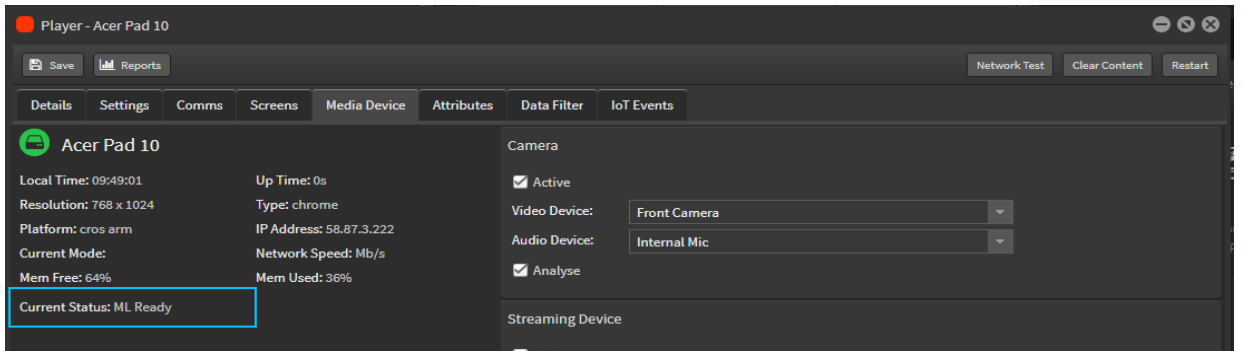 Player - Acer Pad 10
Save Reports Network Test Clear Content Restart
Details Settings Comms Screens Media Device Attributes Data Filter IoT Events
Acer Pad 10
Local Time: 09:49:01 Up Time: 0s
Resolution: 768 x 1024 Type: chrome
Platform: cros arm IP Address: 58.87.3.222
Current Mode: Network Speed: Mb/s
Mem Free: 64% Mem Used: 36%
Current Status: ML Ready
Camera
Active
Video Device: Front Camera
Audio Device: Internal Mic
Analyse
Streaming Device